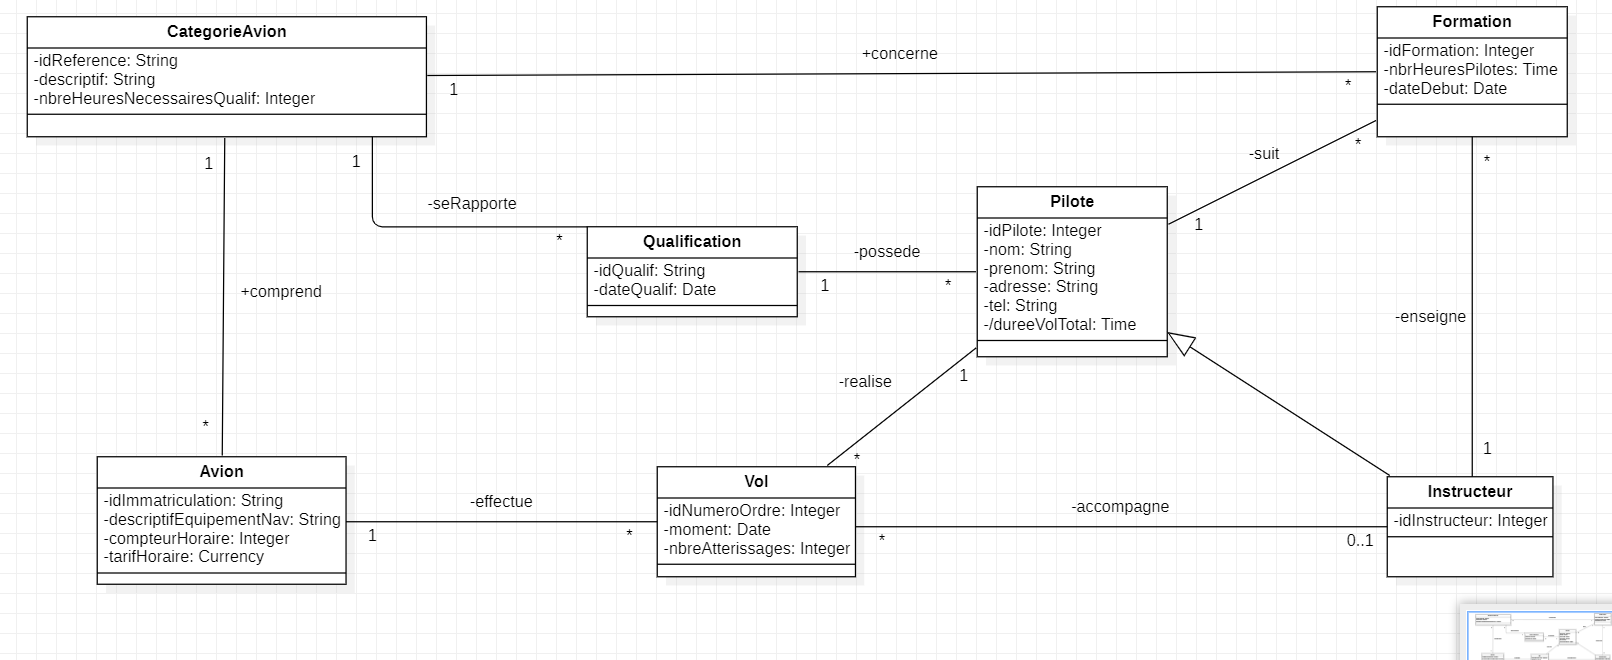 CategorieAvion
-idReference: String
-descriptif: String
-nbreHeuresNecessairesQualif: Integer
+concerne
1
*
Formation
-idFormation: Integer
-nbrHeuresPilotes: Time
-dateDebut: Date
1
1
-suit
*
*
-seRapporte
*
Pilote
-idPilote: Integer
-nom: String
-prenom: String
-adresse: String
-tel: String
-/dureeVolTotal: Time
1
Qualification
-idQualif: String
-dateQualif: Date
-possede
1
*
+comprend
-enseigne
-realise
1
*
*
1
Avion
-idImmatriculation: String
-descriptifEquipementNav: String
-compteurHoraire: Integer
-tarifHoraire: Currency
-effectue
1
*
Vol
-idNumeroOrdre: Integer
-moment: Date
-nbreAtterissages: Integer
-accompagne
*
0..1
Instructeur
-idInstructeur: Integer